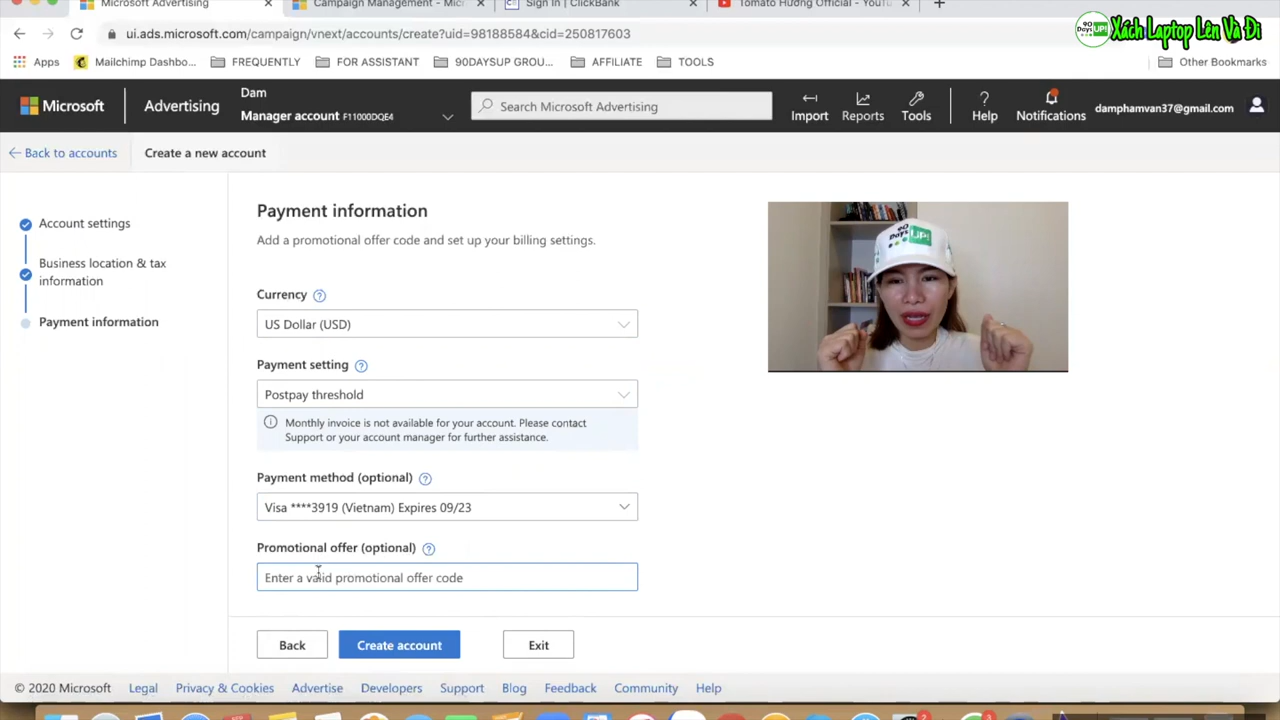 Microsoft Advertising
Campaign Management - Micr
Sign In | ClickBank
Tomato Hương Official - YouTu
ui.ads.microsoft.com/campaign/vnext/accounts/create?uid=98188584&cid=250817603
90 Days UP!
Xách Laptop Lên Và Đi
Apps
Mailchimp Dashbo...
FREQUENTLY
FOR ASSISTANT
90DAYSUP GROU...
AFFILIATE
TOOLS
Other Bookmarks
Microsoft
Advertising
Dam
Manager account F11000DQE4
Search Microsoft Advertising
Import
Reports
Tools
Help
Notifications
damphamvan37@gmail.com
Back to accounts
Create a new account
Account settings
Business location & tax
information
Payment information
Payment information
Add a promotional offer code and set up your billing settings.
Currency
US Dollar (USD)
Payment setting
Postpay threshold
Monthly invoice is not available for your account. Please contact
Support or your account manager for further assistance.
Payment method (optional)
Visa ****3919 (Vietnam) Expires 09/23
Promotional offer (optional)
Enter a valid promotional offer code
Back
Create account
Exit
90
Days UP!
© 2020 Microsoft
Legal
Privacy & Cookies
Advertise
Developers
Support
Blog
Feedback
Community
Help